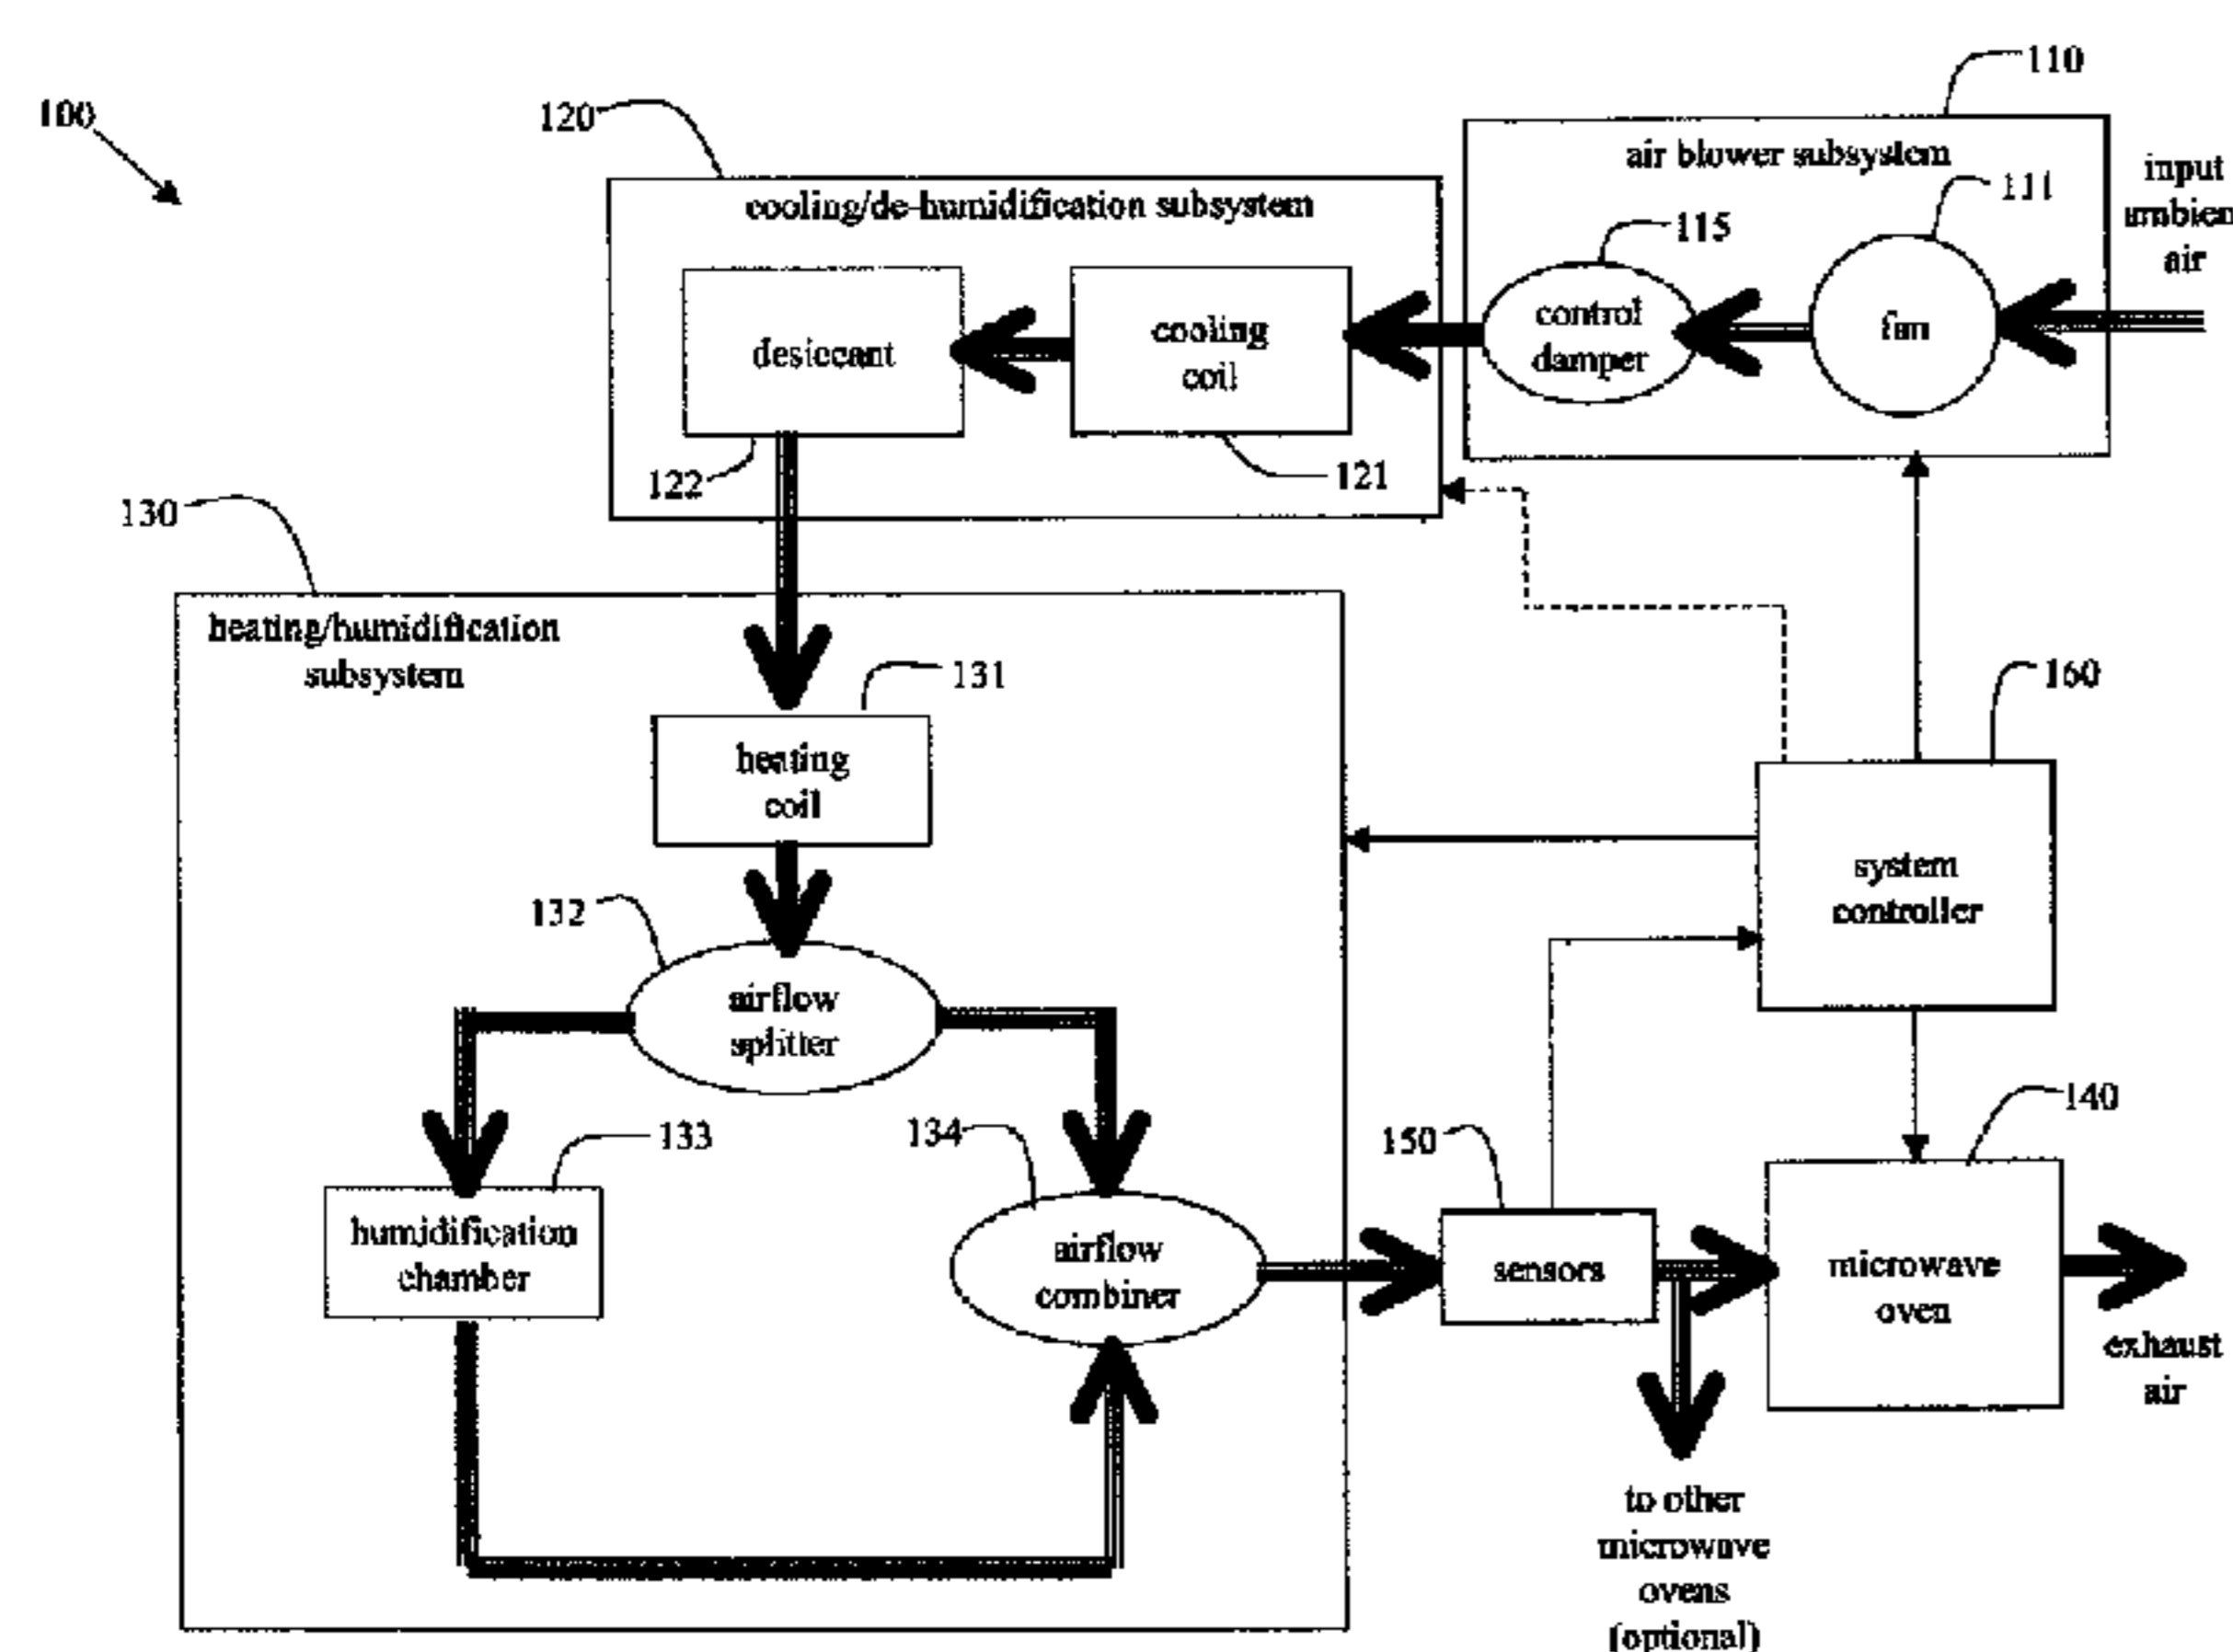 100
120
110
air blower subsystem
input
ambien
air
cooling/de-humidification subsystem
115
111
desiccant
cooling
coil
control
damper
fan
122
121
130
heating/humidification
subsystem
131
160
heating
coil
system
controller
132
airflow
splitter
140
133
134
150
humidification
chamber
airflow
combiner
sensors
microwave
oven
exhaust
air
to other
microwave
ovens
(optional)